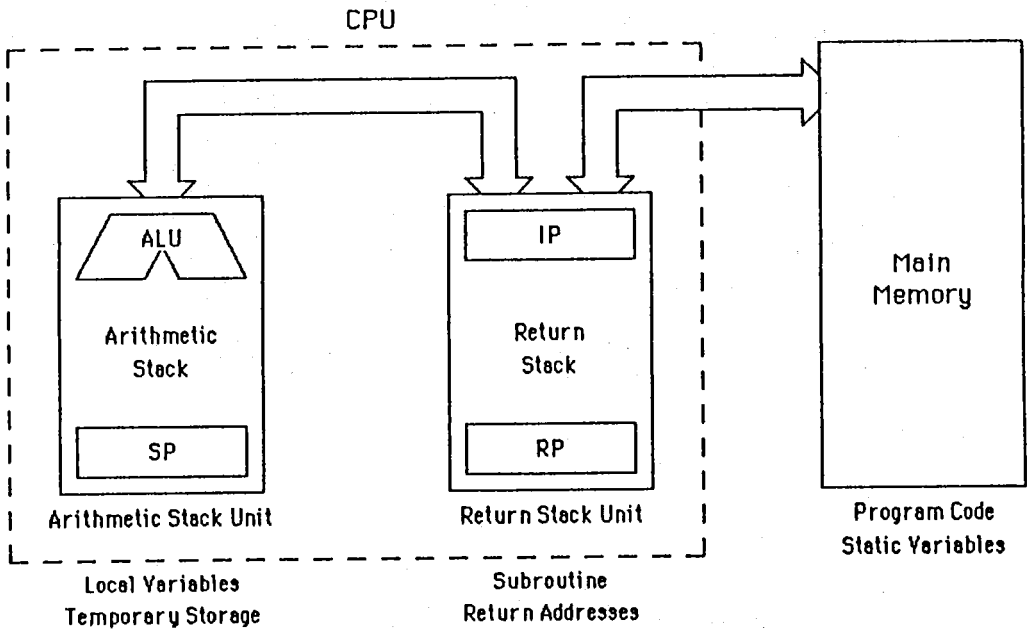 CPU
ALU
Arithmetic
Stack
SP
Arithmetic Stack Unit
Local Variables
Temporary Storage
IP
Return
Stack
RP
Return Stack Unit
Subroutine
Return Addresses
Main
Memory
Program Code
Static Variables